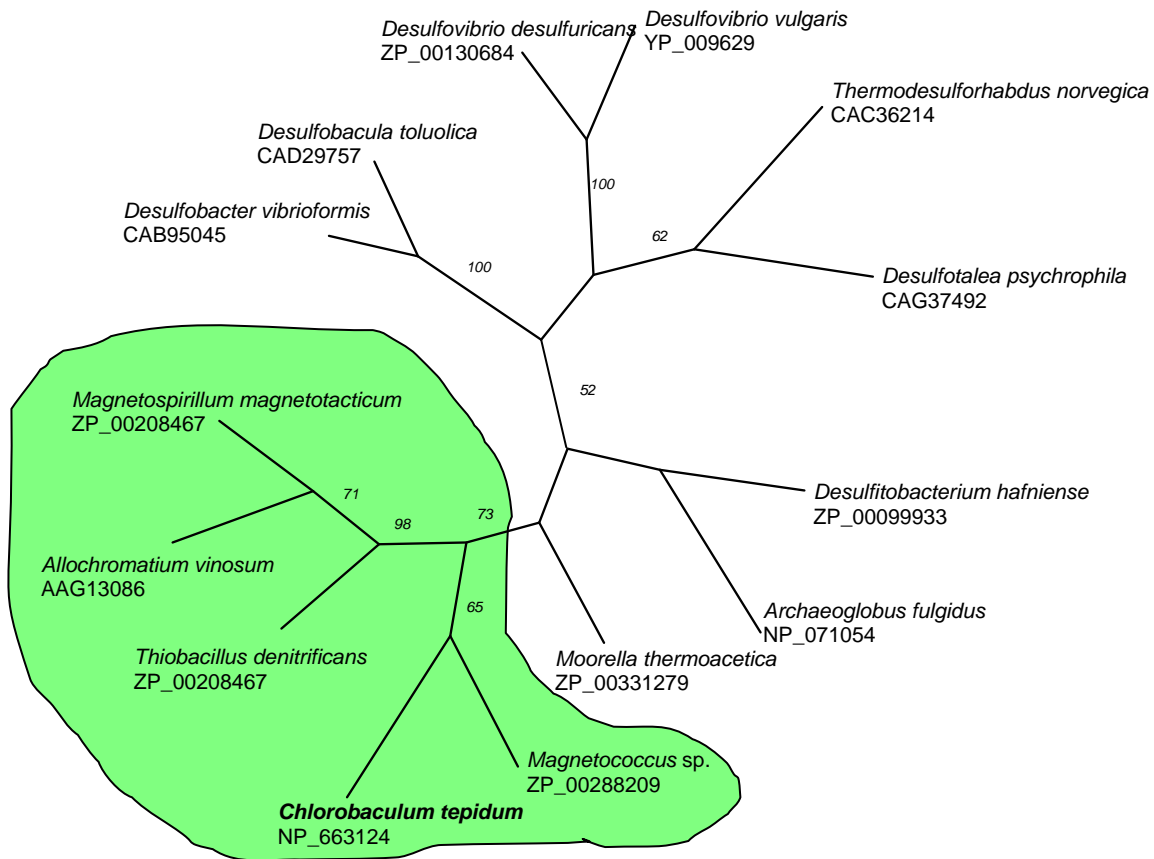 Desulfovibrio desulfuricans
ZP_00130684
Desulfovibrio vulgaris
YP_009629
Thermodesulforhabdus norvegica
CAC36214
Desulfobacula toluolica
CAD29757
100
Desulfobacter vibrioformis
CAB95045
62
100
Desulfotalea psychrophila
CAG37492
52
Magnetospirillum magnetotacticum
ZP_00208467
71
98
73
Desulfitobacterium hafniense
ZP_00099933
Allochromatium vinosum
AAG13086
65
Archaeoglobus fulgidus
NP_071054
Thiobacillus denitrificans
ZP_00208467
Moorella thermoacetica
ZP_00331279
Magnetococcus sp.
ZP_00288209
Chlorobaculum tepidum
NP_663124